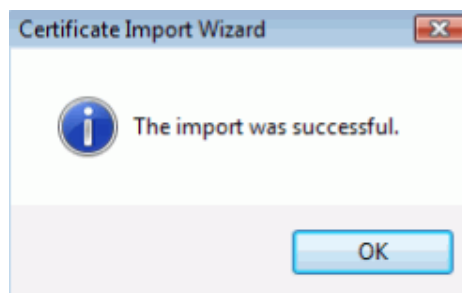 Certificate Import Wizard
The import was successful.
OK